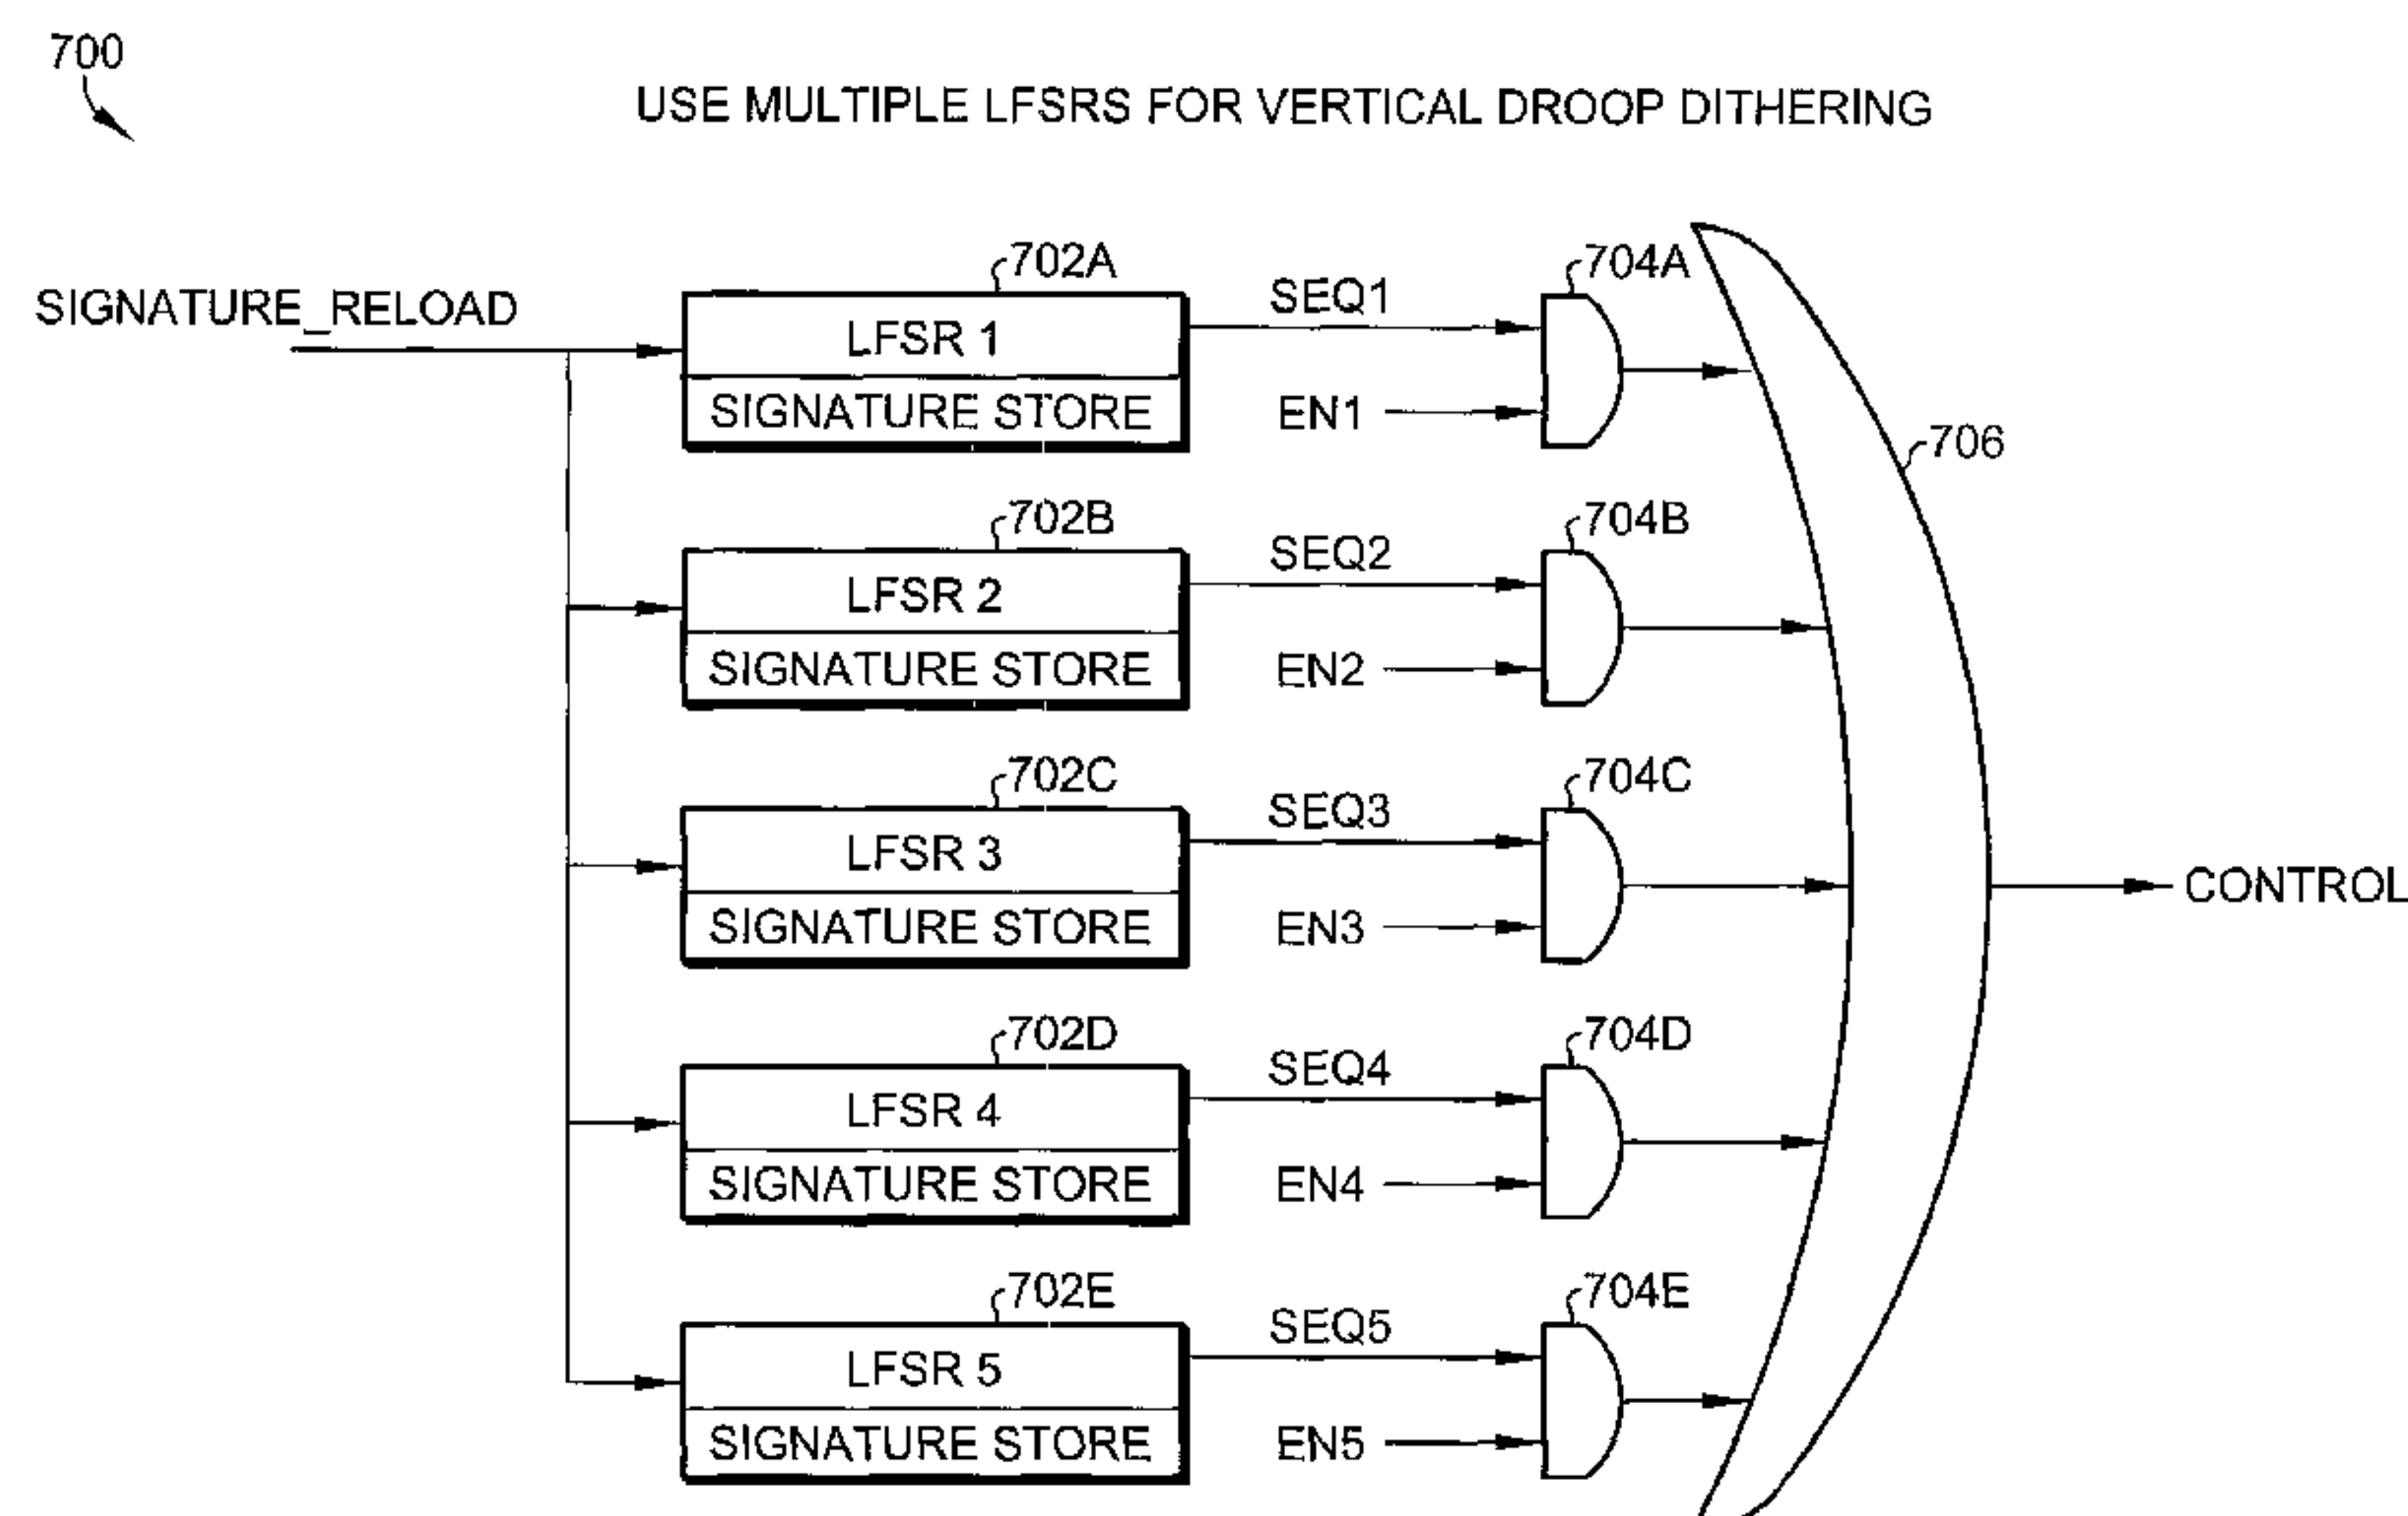 700
USE MULTIPLE LFSRS FOR VERTICAL DROOP DITHERING
SIGNATURE_RELOAD
702A
LFSR 1
SIGNATURE STORE
SEQ1
EN1
704A
702B
LFSR 2
SIGNATURE STORE
SEQ2
EN2
704B
706
702C
LFSR 3
SIGNATURE STORE
SEQ3
EN3
704C
CONTROL
702D
LFSR 4
SIGNATURE STORE
SEQ4
EN4
704D
702E
LFSR 5
SIGNATURE STORE
SEQ5
EN5
704E